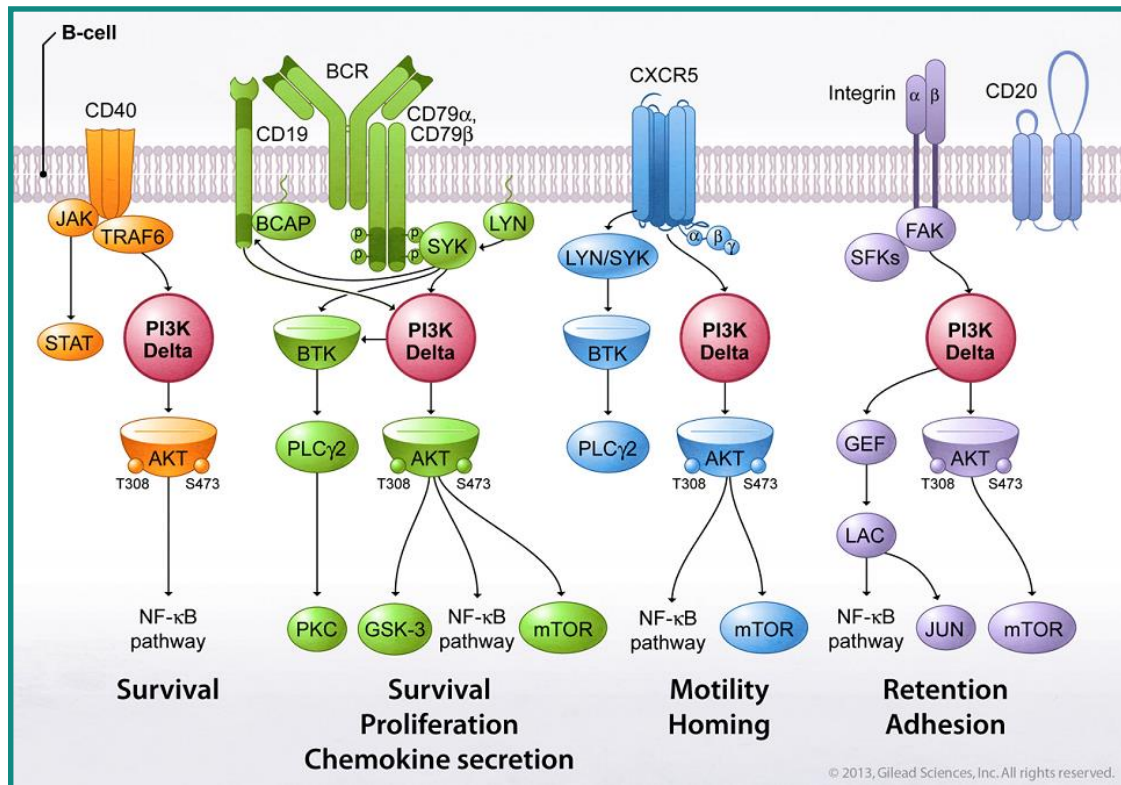 B-cell
CD40
BCR
CD19
CD79α,
CD79β
CXCR5
Integrin
α
β
CD20
JAK
TRAF6
BCAP
P
P
P
P
SYK
LYN
LYN/SYK
α
β
γ
FAK
SFKs
STAT
PI3K
Delta
BTK
PI3K
Delta
BTK
PI3K
Delta
PI3K
Delta
AKT
T308
S473
PLCγ2
AKT
T308
S473
PLCγ2
AKT
T308
S473
GEF
AKT
T308
S473
LAC
NF-κB
pathway
PKC
GSK-3
NF-κB
pathway
mTOR
NF-κB
pathway
mTOR
NF-κB
pathway
JUN
mTOR
Survival
Survival
Proliferation
Chemokine secretion
Motility
Homing
Retention
Adhesion
© 2013, Gilead Sciences, Inc. All rights reserved.